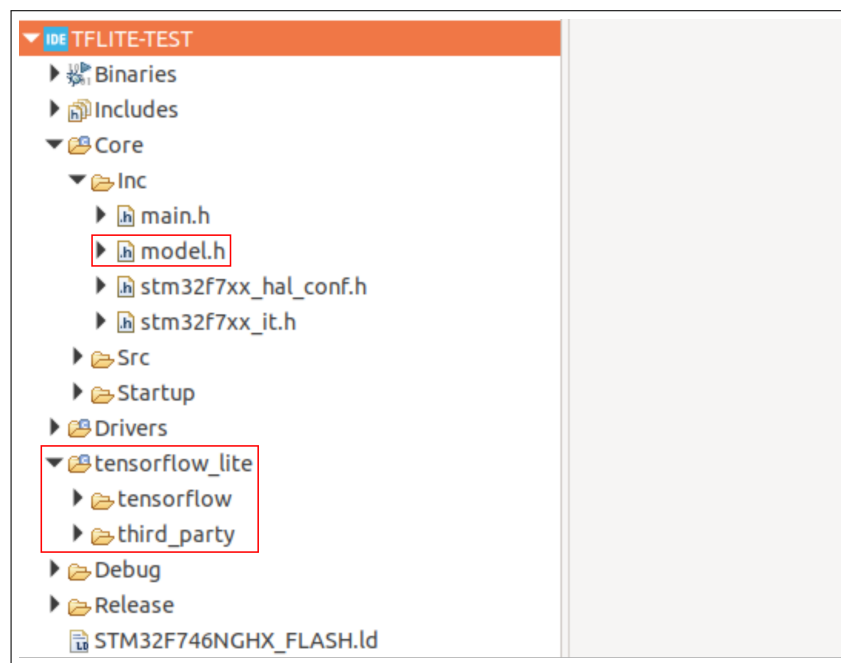 IDE TFLITE-TEST
Binaries
Includes
Core
Inc
.h main.h
.h model.h
.h stm32f7xx_hal_conf.h
.h stm32f7xx_it.h
Src
Startup
Drivers
tensorflow_lite
tensorflow
third_party
Debug
Release
LD STM32F746NGHX_FLASH.ld